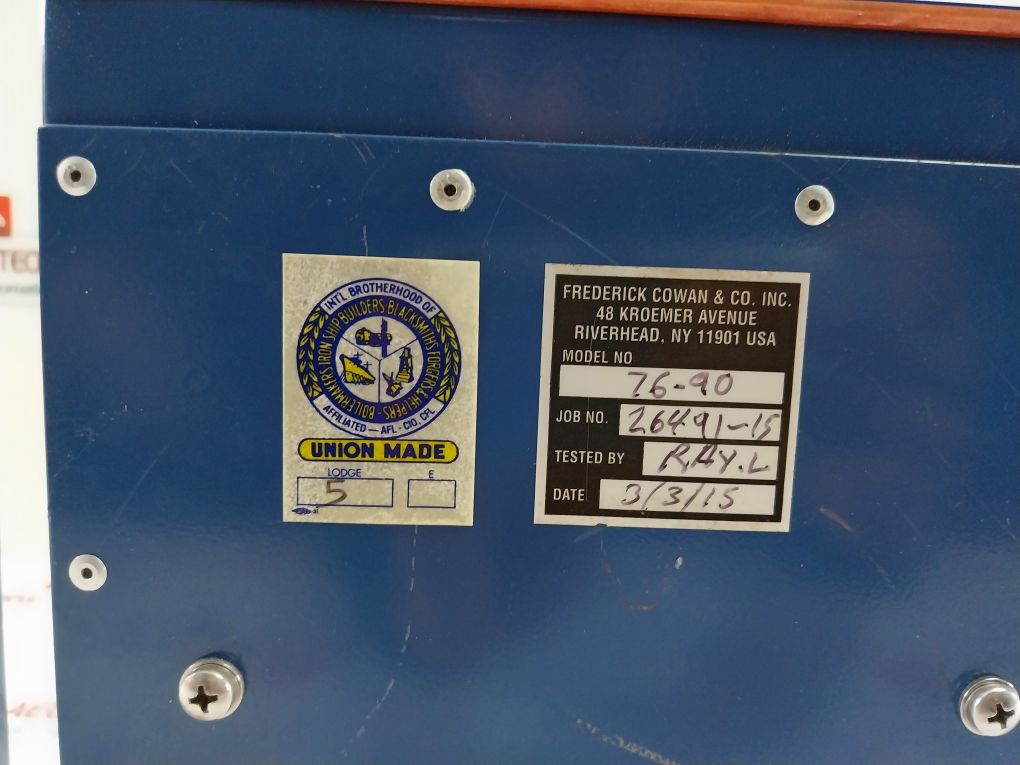 INT'L BROTHERHOOD OF
BOILERMAKERS IRON SHIP BUILDERS BLACKSMITHS FORGERS & HELPERS -
AFFILIATED — AFL - CIO, CFL
UNION MADE
LODGE E
5
FREDERICK COWAN & CO. INC.
48 KROEMER AVENUE
RIVERHEAD, NY 11901 USA
MODEL NO
76-90
JOB NO. 26491-15
TESTED BY RAY.L
DATE 3/3/15
TEC